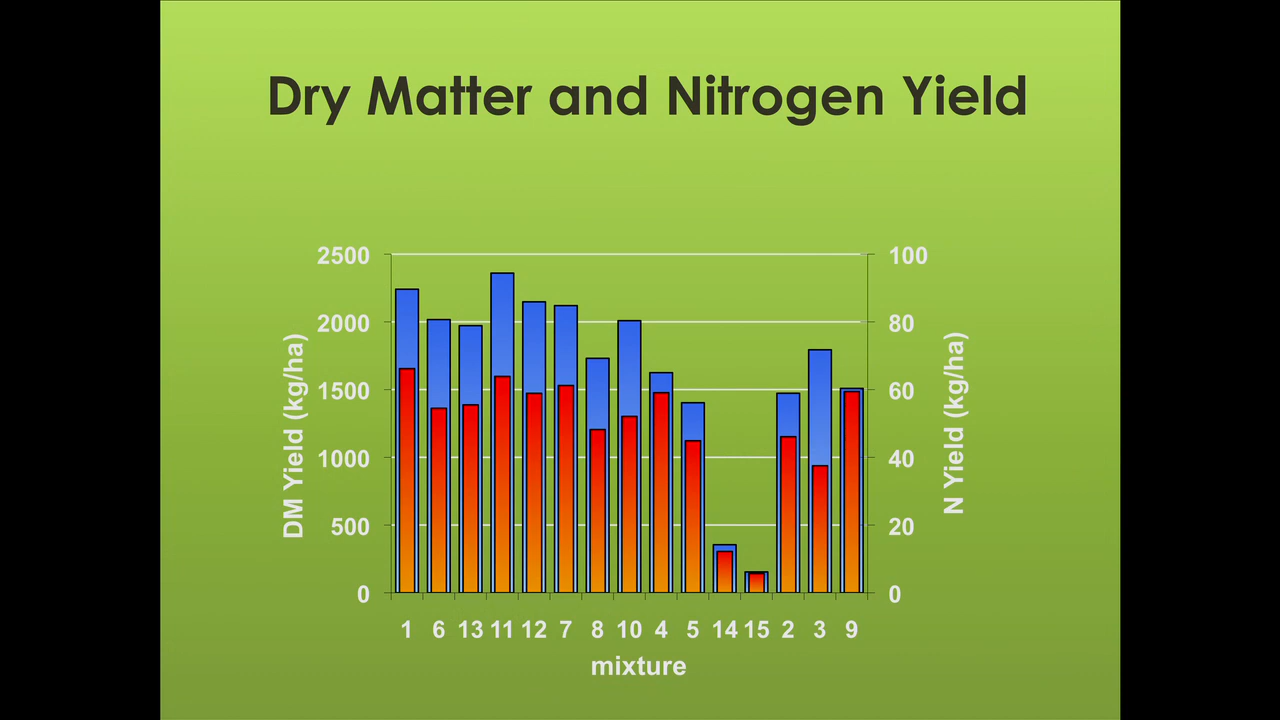 Dry Matter and Nitrogen Yield
2500
2000
1500
1000
500
0
DM Yield (kg/ha)
100
80
60
40
20
0
N Yield (kg/ha)
1 6 13 11 12 7 8 10 4 5 14 15 2 3 9
mixture